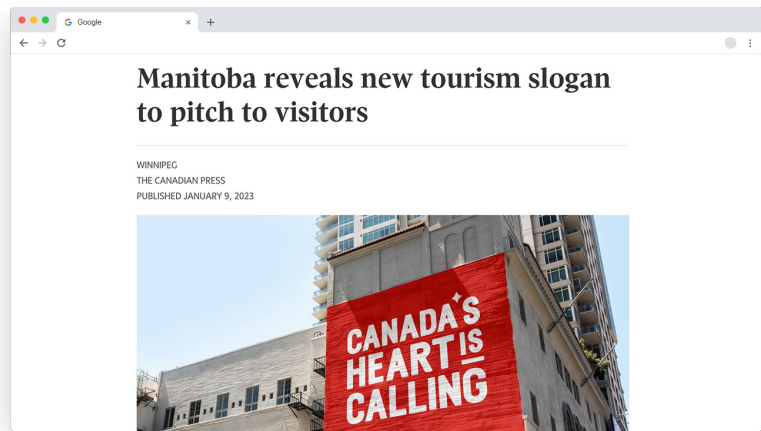 Google
Manitoba reveals new tourism slogan
to pitch to visitors
WINNIPEG
THE CANADIAN PRESS
PUBLISHED JANUARY 9, 2023
CANADA'S
HEART IS
CALLING